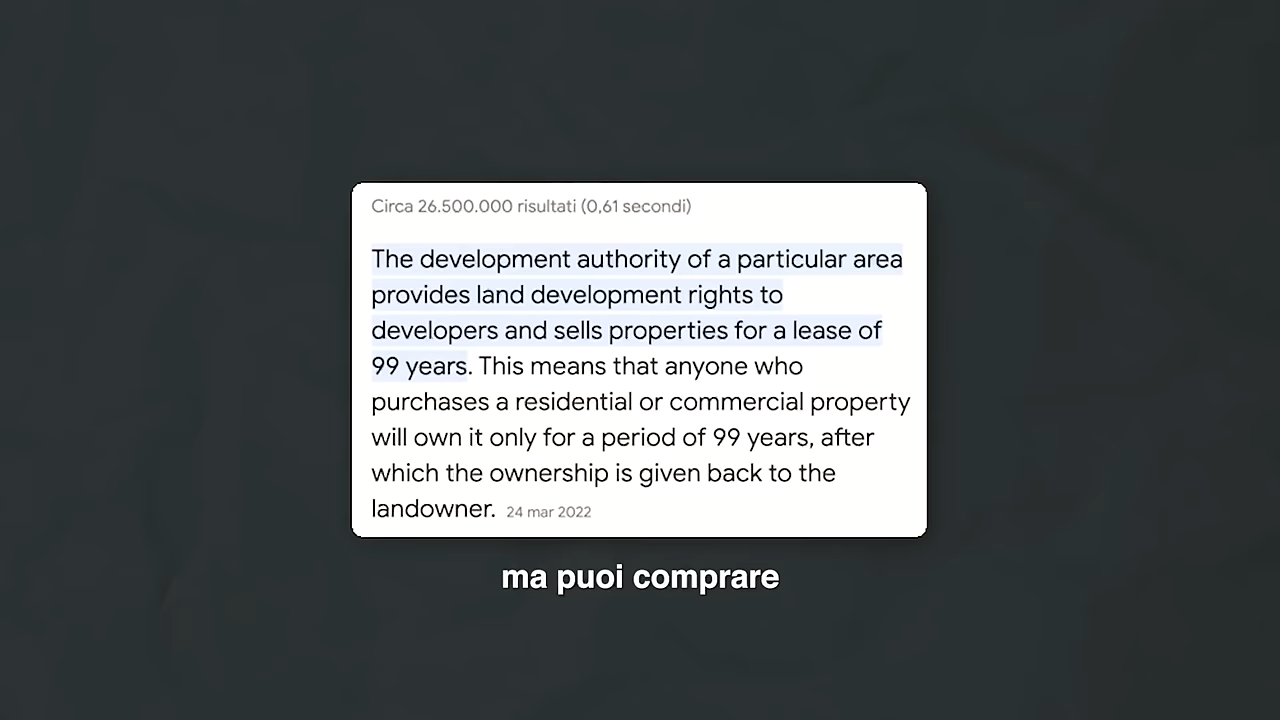 Circa 26.500.000 risultati (0,61 secondi)
The development authority of a particular area
provides land development rights to
developers and sells properties for a lease of
99 years. This means that anyone who
purchases a residential or commercial property
will own it only for a period of 99 years, after
which the ownership is given back to the
landowner. 24 mar 2022
ma puoi comprare